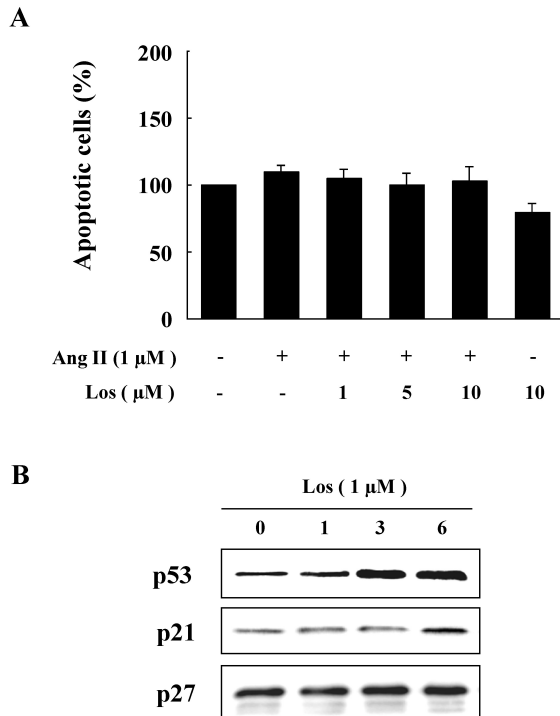 A
Apoptotic cells (%)
200
150
100
50
0
Ang II (1 μM ) - + + + + -
Los ( μM ) - - 1 5 10 10
B
Los ( 1 μM )
0 1 3 6
p53
p21
p27